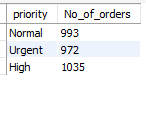 priority No_of_orders
Normal 993
Urgent 972
High 1035